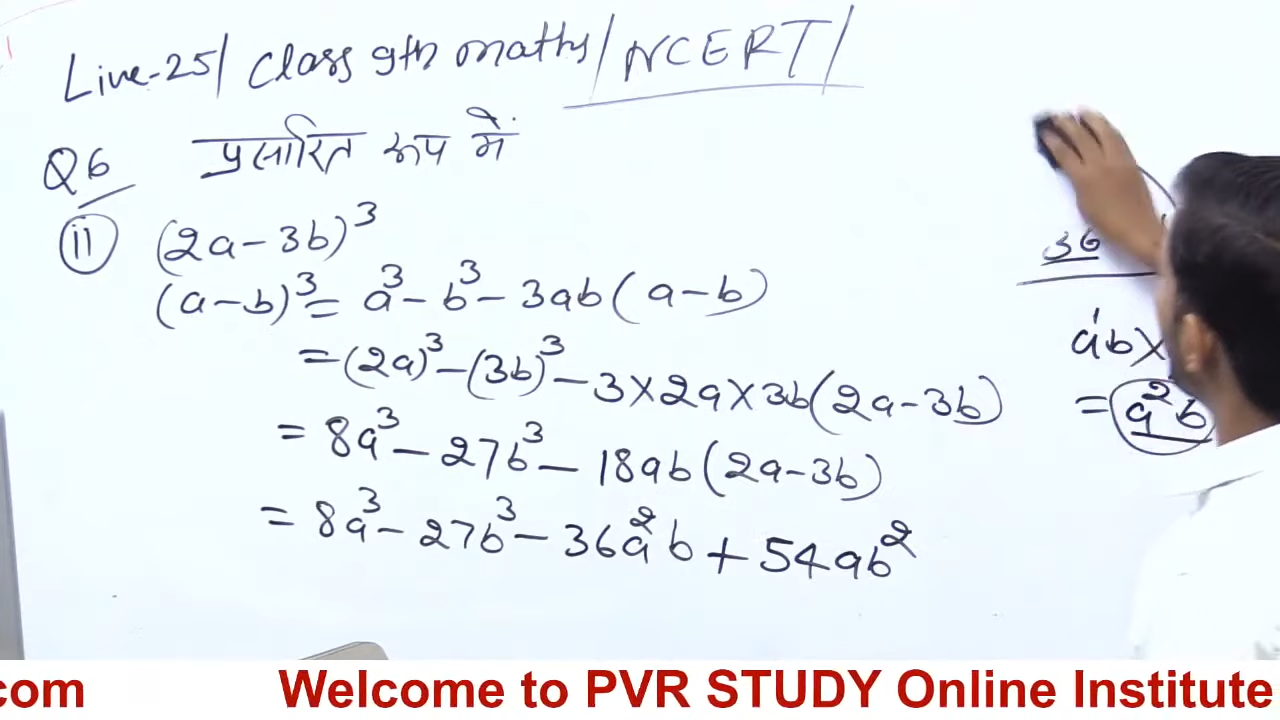 Live-25/ Class 9th maths/ NCERT/
Q6 प्रसारित रूप में
ii (2a-3b)³
(a-b)³ = a³-b³-3ab(a-b)
=(2a)³-(3b)³-3×2a×3b(2a-3b)
= 8a³-27b³-18ab(2a-3b)
= 8a³-27b³-36a²b+54ab²
36
a¹b×
= a²b
.com Welcome to PVR STUDY Online Institute